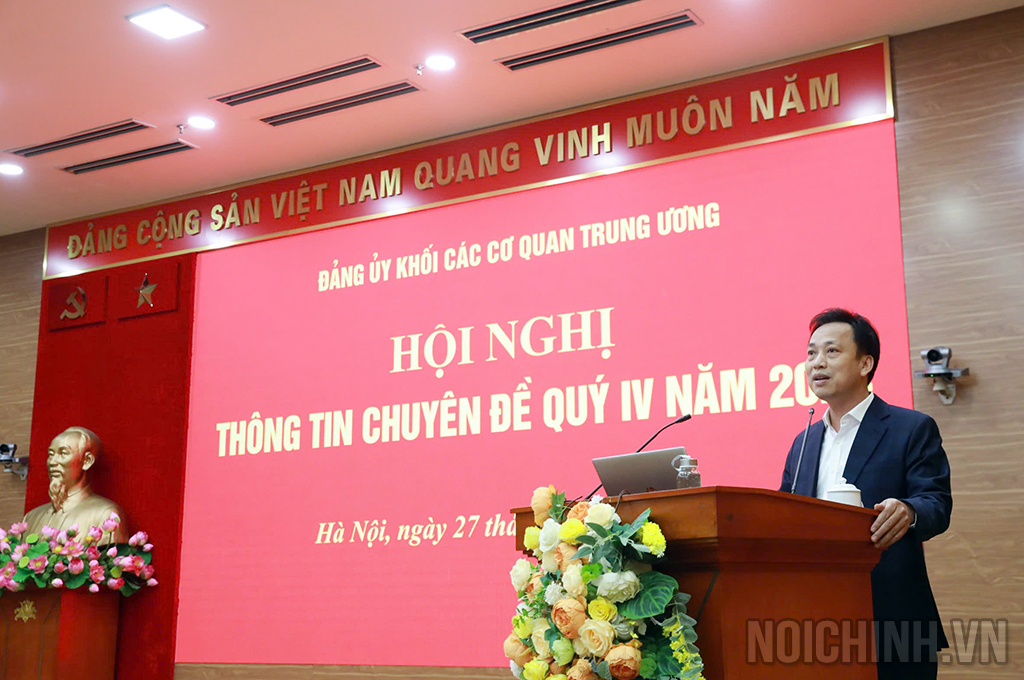 ĐẢNG CỘNG SẢN VIỆT NAM QUANG VINH MUÔN NĂM
ĐẢNG ỦY KHỐI CÁC CƠ QUAN TRUNG ƯƠNG
HỘI NGHỊ
THÔNG TIN CHUYÊN ĐỀ QUÝ IV NĂM
Hà Nội, ngày 27
NOICHINH.VN